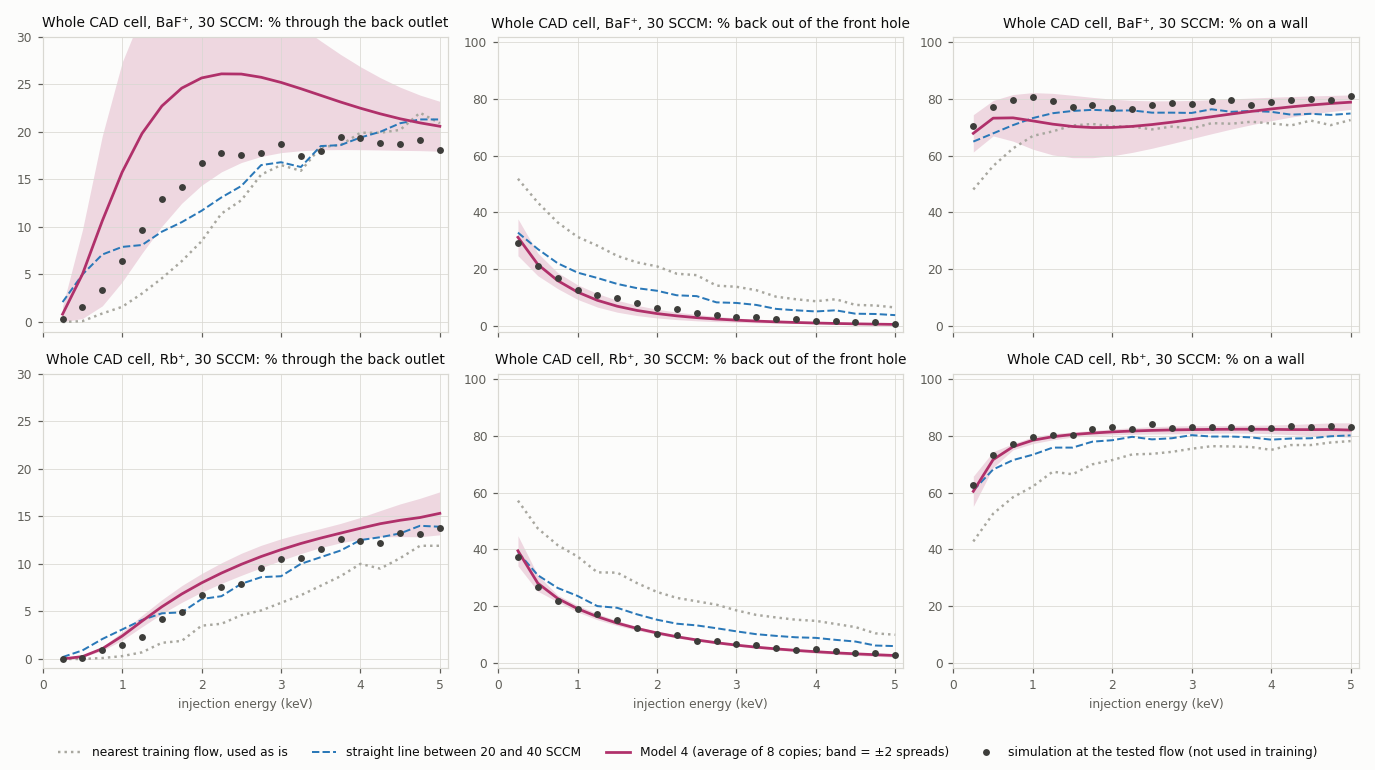 Whole CAD cell, BaF⁺, 30 SCCM: % through the back outlet
30
25
20
15
10
5
0
Whole CAD cell, BaF⁺, 30 SCCM: % back out of the front hole
100
80
60
40
20
0
Whole CAD cell, BaF⁺, 30 SCCM: % on a wall
100
80
60
40
20
0
Whole CAD cell, Rb⁺, 30 SCCM: % through the back outlet
30
25
20
15
10
5
0
0 1 2 3 4 5
injection energy (keV)
Whole CAD cell, Rb⁺, 30 SCCM: % back out of the front hole
100
80
60
40
20
0
0 1 2 3 4 5
injection energy (keV)
Whole CAD cell, Rb⁺, 30 SCCM: % on a wall
100
80
60
40
20
0
0 1 2 3 4 5
injection energy (keV)
nearest training flow, used as is
straight line between 20 and 40 SCCM
Model 4 (average of 8 copies; band = ±2 spreads)
simulation at the tested flow (not used in training)